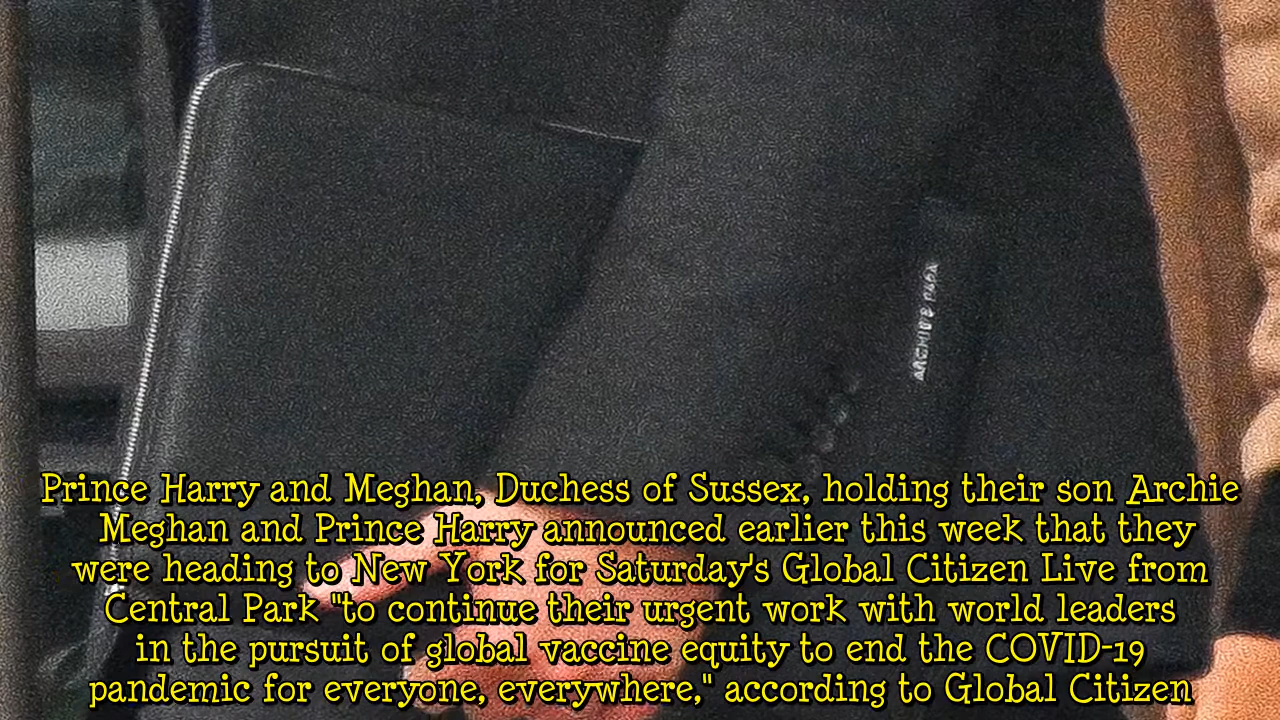 ARCHIE PAPA
Prince Harry and Meghan, Duchess of Sussex, holding their son Archie
Meghan and Prince Harry announced earlier this week that they
were heading to New York for Saturday's Global Citizen Live from
Central Park "to continue their urgent work with world leaders
in the pursuit of global vaccine equity to end the COVID-19
pandemic for everyone, everywhere," according to Global Citizen